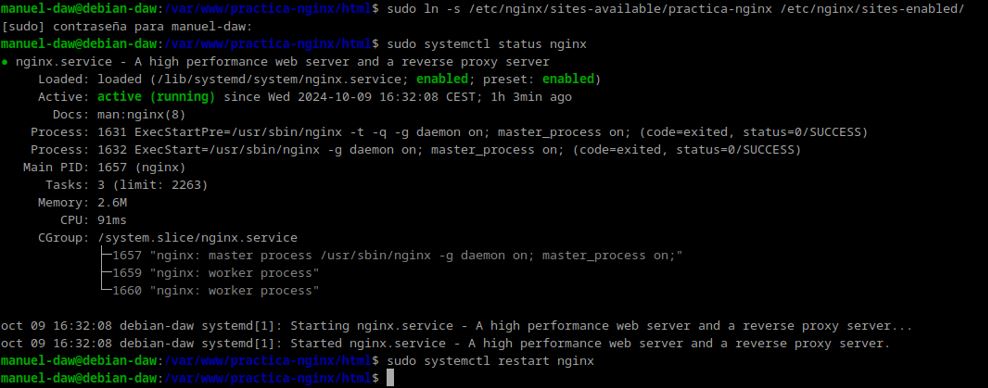 manuel-daw@debian-daw:/var/www/practica-nginx/html$ sudo ln -s /etc/nginx/sites-available/practica-nginx /etc/nginx/sites-enabled/
[sudo] contraseña para manuel-daw:
manuel-daw@debian-daw:/var/www/practica-nginx/html$ sudo systemctl status nginx
● nginx.service - A high performance web server and a reverse proxy server
     Loaded: loaded (/lib/systemd/system/nginx.service; enabled; preset: enabled)
     Active: active (running) since Wed 2024-10-09 16:32:08 CEST; 1h 3min ago
       Docs: man:nginx(8)
    Process: 1631 ExecStartPre=/usr/sbin/nginx -t -q -g daemon on; master_process on; (code=exited, status=0/SUCCESS)
    Process: 1632 ExecStart=/usr/sbin/nginx -g daemon on; master_process on; (code=exited, status=0/SUCCESS)
   Main PID: 1657 (nginx)
      Tasks: 3 (limit: 2263)
     Memory: 2.6M
        CPU: 91ms
     CGroup: /system.slice/nginx.service
             ├─1657 "nginx: master process /usr/sbin/nginx -g daemon on; master_process on;"
             ├─1659 "nginx: worker process"
             └─1660 "nginx: worker process"
oct 09 16:32:08 debian-daw systemd[1]: Starting nginx.service - A high performance web server and a reverse proxy server...
oct 09 16:32:08 debian-daw systemd[1]: Started nginx.service - A high performance web server and a reverse proxy server.
manuel-daw@debian-daw:/var/www/practica-nginx/html$ sudo systemctl restart nginx
manuel-daw@debian-daw:/var/www/practica-nginx/html$